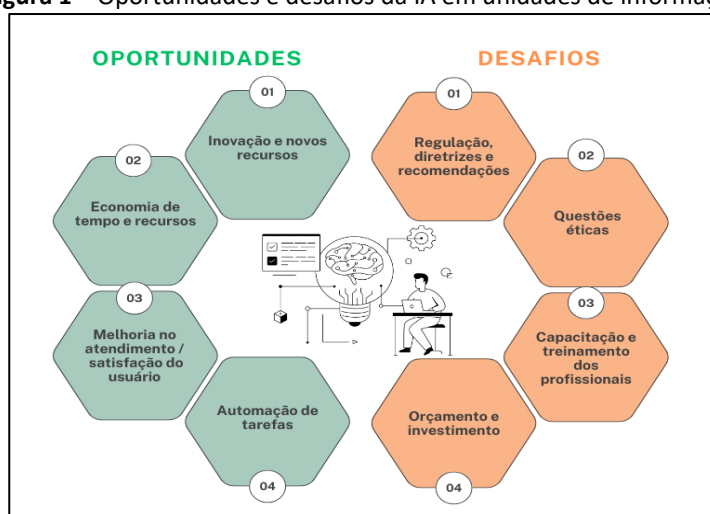 Figura 1 – Oportunidades e desafios da IA em unidades de informaç
OPORTUNIDADES
01
Inovação e novos
recursos
02
Economia de
tempo e recursos
03
Melhoria no
atendimento /
satisfação do
usuário
Automação de
tarefas
04
DESAFIOS
01
Regulação,
diretrizes e
recomendações
02
Questões
éticas
03
Capacitação e
treinamento
dos
profissionais
Orçamento e
investimento
04